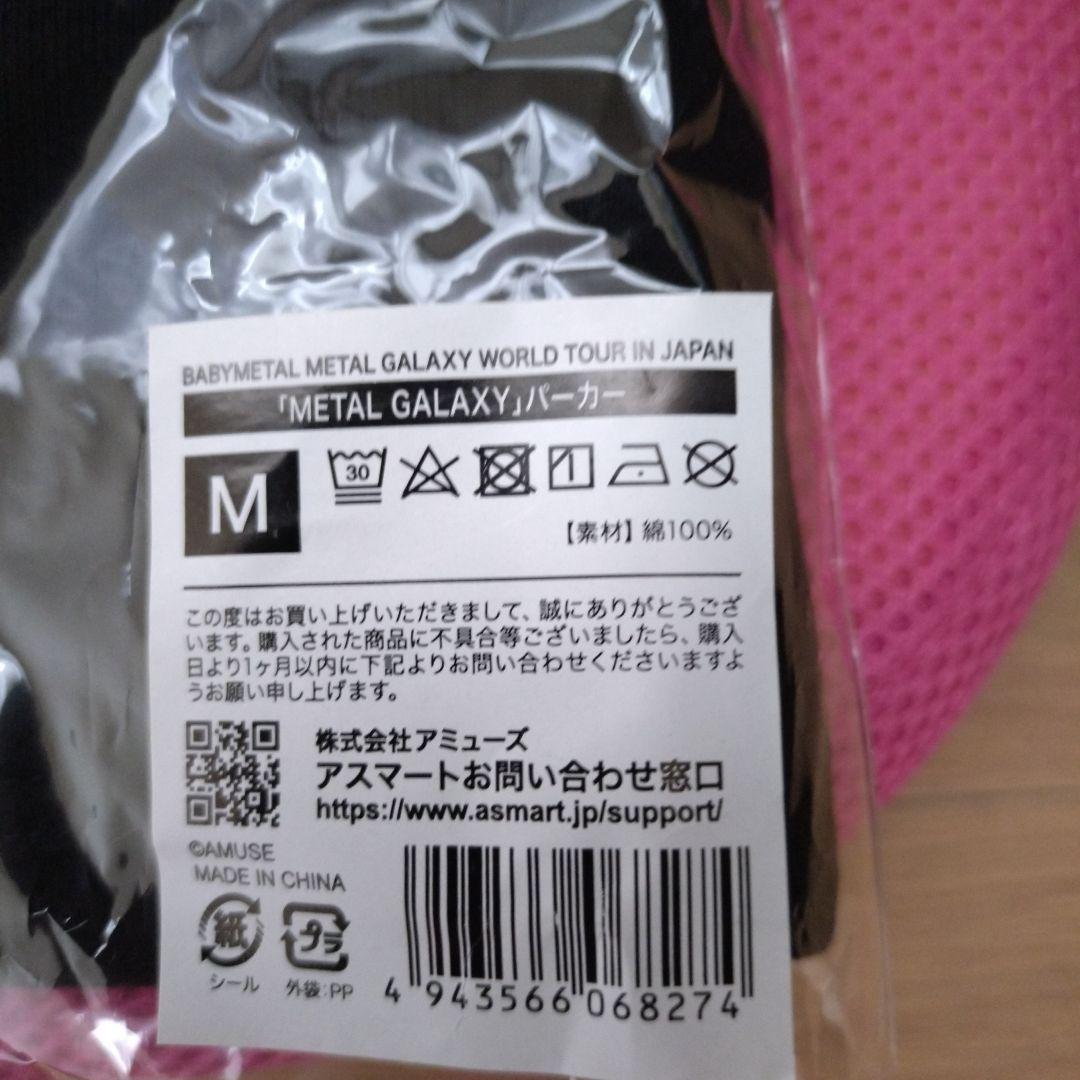 BABYMETAL METAL GALAXY WORLD TOUR IN JAPAN
「METAL GALAXY」パーカー
M
30
【素材】綿100%
この度はお買い上げいただきまして、誠にありがとうござ
います。購入された商品に不具合等ございましたら、購入
日より1ヶ月以内に下記よりお問い合わせくださいますよ
うお願い申し上げます。
株式会社アミューズ
アスマートお問い合わせ窓口
https://www.asmart.jp/support/
©AMUSE
MADE IN CHINA
紙
プラ
シール
外袋:PP
4 943566 068274